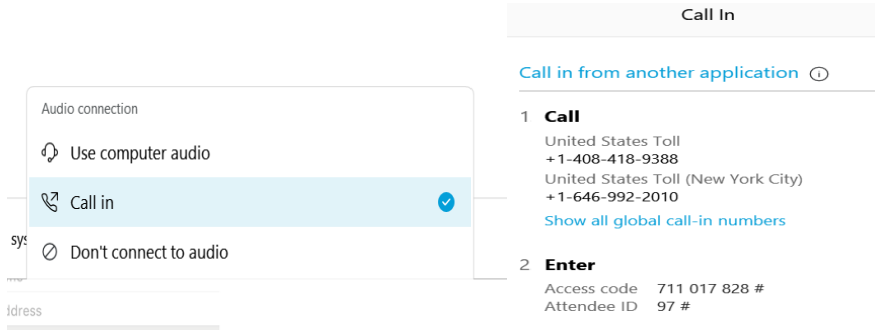 Audio connection
Use computer audio
Call in
Don't connect to audio
sys
ddress
Call In
Call in from another application
1 Call
United States Toll
+1-408-418-9388
United States Toll (New York City)
+1-646-992-2010
Show all global call-in numbers
2 Enter
Access code 711 017 828 #
Attendee ID 97 #